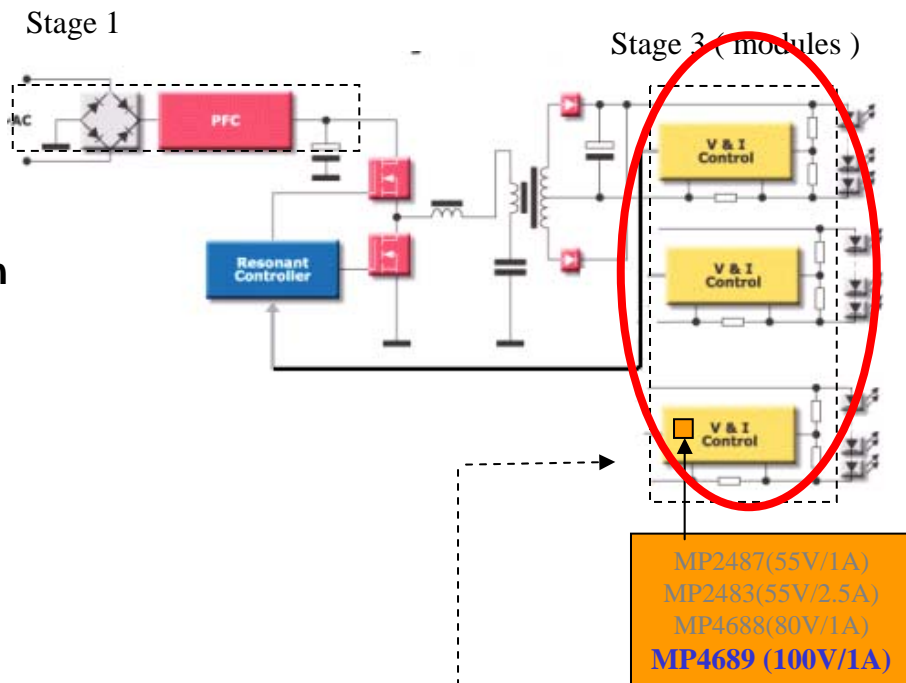 Stage 1
Stage 3 ( modules )
AC
PFC
V & I
Control
Resonant
Controller
n
V & I
Control
V & I
Control
MP2487(55V/1A)
MP2483(55V/2.5A)
MP4688(80V/1A)
MP4689 (100V/1A)